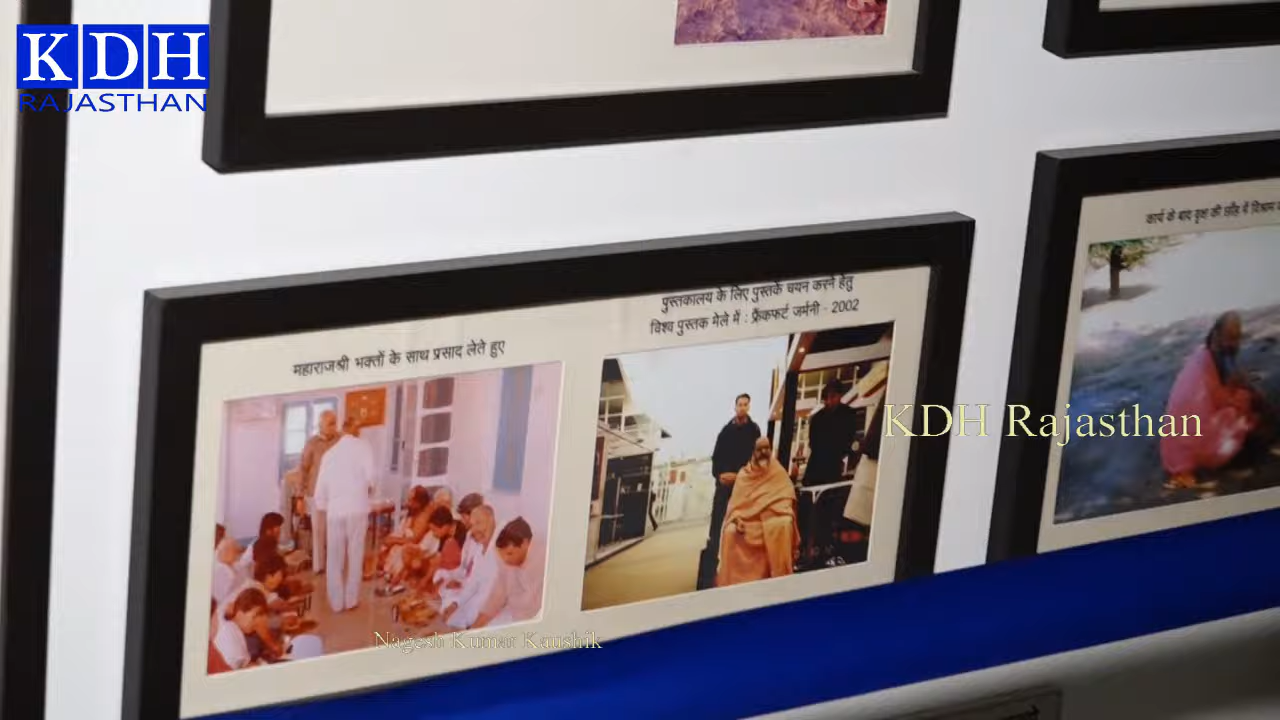 KDH
RAJASTHAN
पुस्तकालय के लिए पुस्तकें चयन करने हेतु
विश्व पुस्तक मेले में : फ्रैंकफर्ट जर्मनी - 2002
महाराजश्री भक्तों के साथ प्रसाद लेते हुए
कार्य के बाद वृक्ष की छाँह में विश्राम
KDH Rajasthan
Nagesh Kumar Kaushik